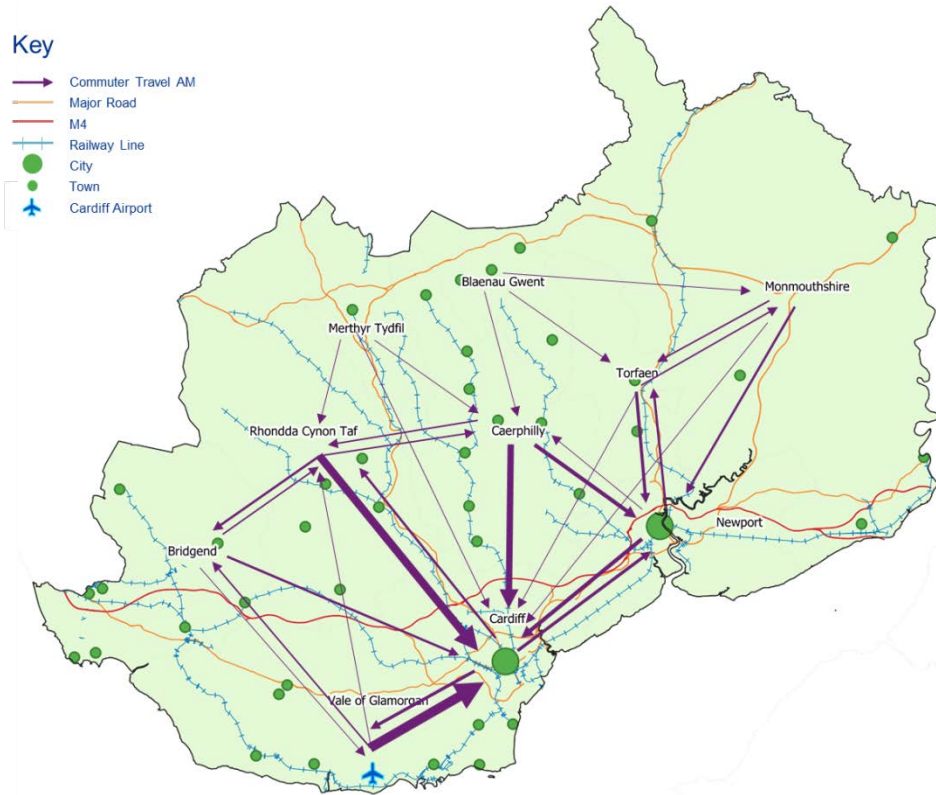 Key
Commuter Travel AM
Major Road
M4
Railway Line
City
Town
Cardiff Airport
Blaenau Gwent
Monmouthshire
Merthyr Tydfil
Torfaen
Rhondda Cynon Taf
Caerphilly
Newport
Bridgend
Cardiff
Vale of Glamorgan